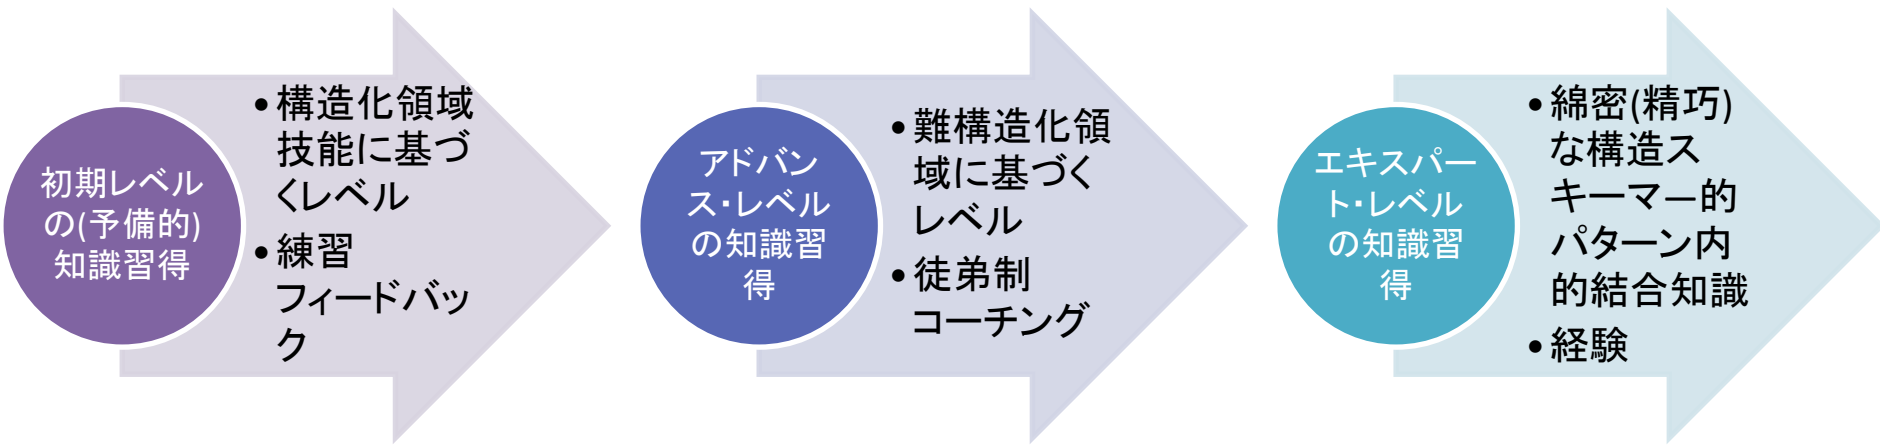 初期レベル
の(予備的)
知識習得
•構造化領域
技能に基づ
くレベル
•練習
フィードバッ
ク
アドバン
ス・レベル
の知識習
得
•難構造化領
域に基づく
レベル
•徒弟制
コーチング
エキスパー
ト・レベル
の知識習
得
•綿密(精巧)
な構造ス
キーマ―的
パターン内
的結合知識
•経験